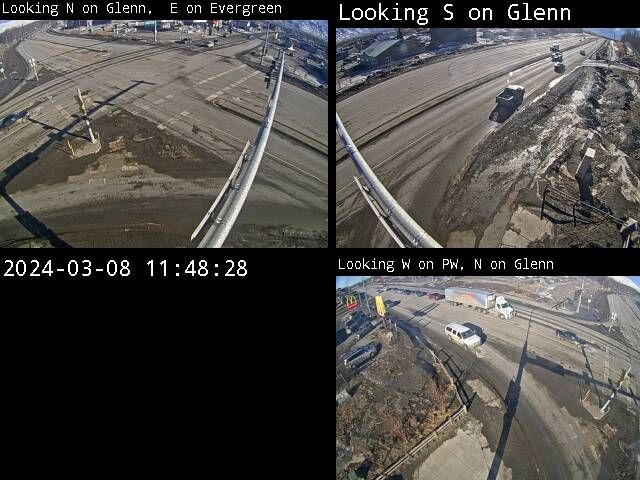 Looking N on Glenn,  E on Evergreen
Looking S on Glenn
2024-03-08 11:48:28
Looking W on PW, N on Glenn